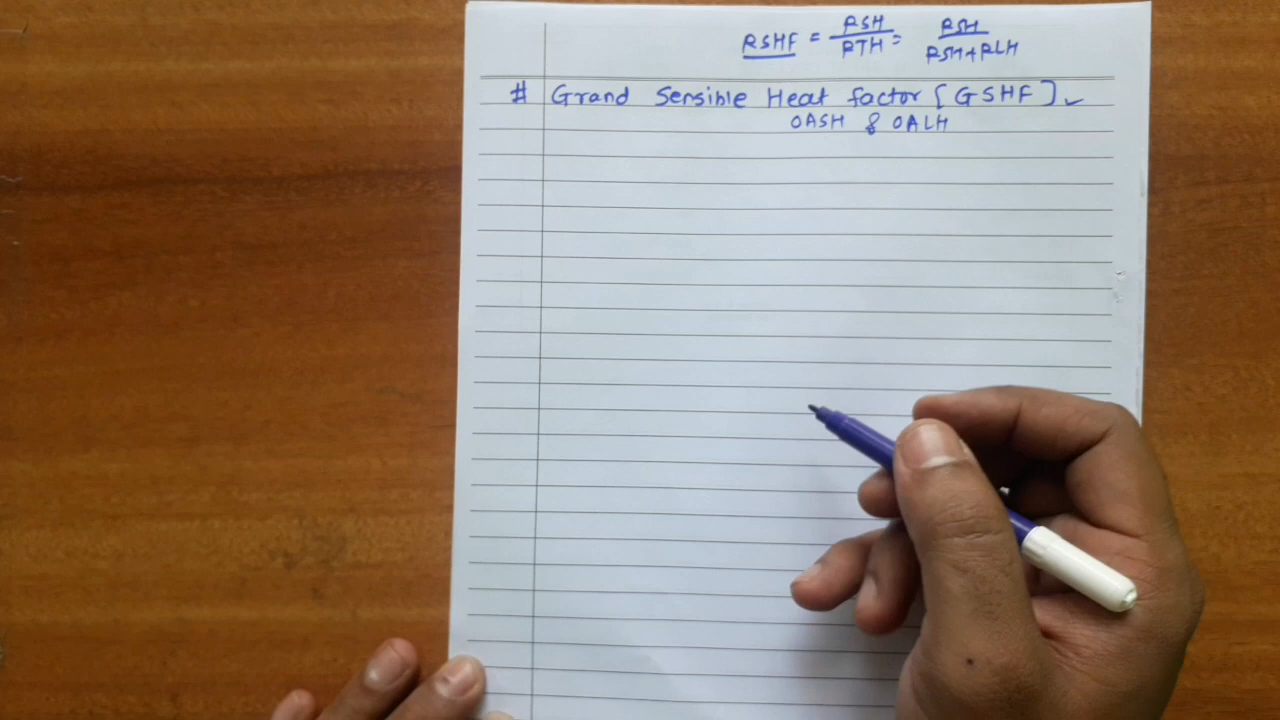 RSHF = RSH / RTH = RSH / RSH+RLH
# Grand Sensible Heat factor [GSHF]
OASH & OALH